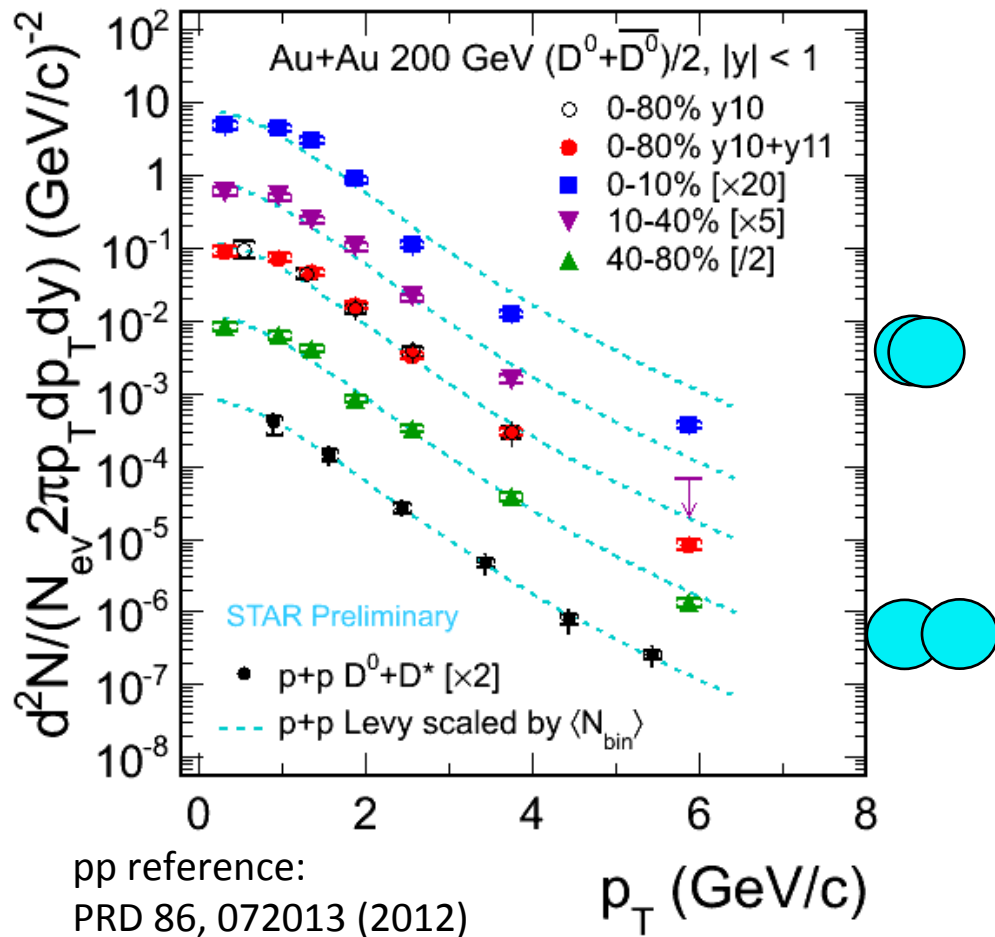 Au+Au 200 GeV (D⁰+D̅⁰)/2, |y| < 1
0-80% y10
0-80% y10+y11
0-10% [×20]
10-40% [×5]
40-80% [/2]
d²N/(N_ev 2πp_T dp_T dy) (GeV/c)⁻²
10²
10
1
10⁻¹
10⁻²
10⁻³
10⁻⁴
10⁻⁵
10⁻⁶
10⁻⁷
10⁻⁸
STAR Preliminary
p+p D⁰+D* [×2]
p+p Levy scaled by ⟨N_bin⟩
0 2 4 6 8
p_T (GeV/c)
pp reference:
PRD 86, 072013 (2012)